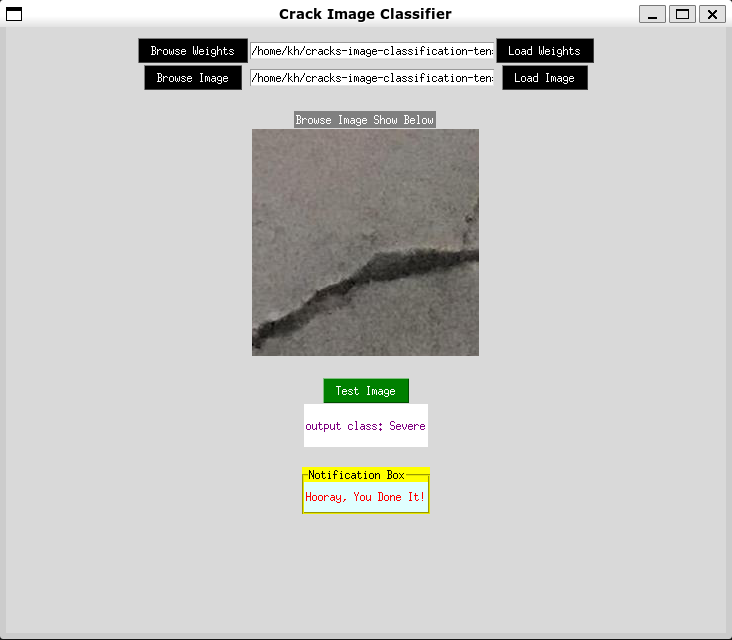 Crack Image Classifier
Browse Weights /home/kh/cracks-image-classification-ten: Load Weights
Browse Image /home/kh/cracks-image-classification-ten: Load Image
Browse Image Show Below
Test Image
output class: Severe
Notification Box
Hooray, You Done It!